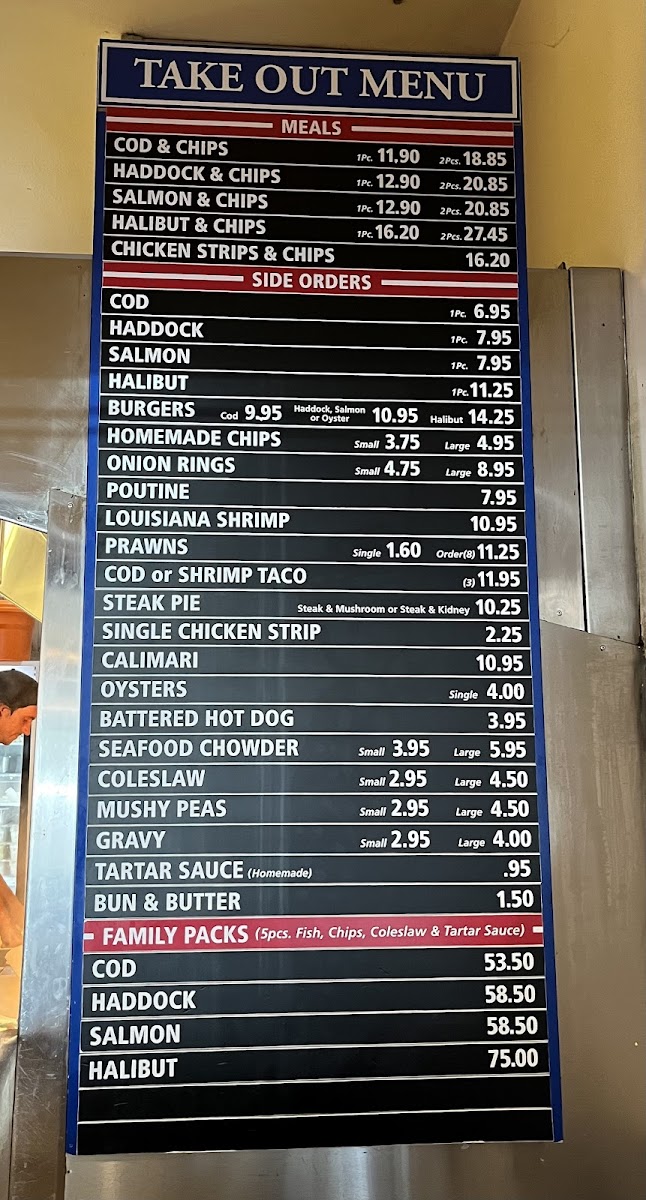 TAKE OUT MENU
MEALS
COD & CHIPS 1Pc. 11.90 2Pcs. 18.85
HADDOCK & CHIPS 1Pc. 12.90 2Pcs. 20.85
SALMON & CHIPS 1Pc. 12.90 2Pcs. 20.85
HALIBUT & CHIPS 1Pc. 16.20 2Pcs. 27.45
CHICKEN STRIPS & CHIPS 16.20
SIDE ORDERS
COD 1Pc. 6.95
HADDOCK 1Pc. 7.95
SALMON 1Pc. 7.95
HALIBUT 1Pc. 11.25
BURGERS Cod 9.95 Haddock, Salmon or Oyster 10.95 Halibut 14.25
HOMEMADE CHIPS Small 3.75 Large 4.95
ONION RINGS Small 4.75 Large 8.95
POUTINE 7.95
LOUISIANA SHRIMP 10.95
PRAWNS Single 1.60 Order(8) 11.25
COD or SHRIMP TACO (3) 11.95
STEAK PIE Steak & Mushroom or Steak & Kidney 10.25
SINGLE CHICKEN STRIP 2.25
CALIMARI 10.95
OYSTERS Single 4.00
BATTERED HOT DOG 3.95
SEAFOOD CHOWDER Small 3.95 Large 5.95
COLESLAW Small 2.95 Large 4.50
MUSHY PEAS Small 2.95 Large 4.50
GRAVY Small 2.95 Large 4.00
TARTAR SAUCE (Homemade) .95
BUN & BUTTER 1.50
FAMILY PACKS (5pcs. Fish, Chips, Coleslaw & Tartar Sauce)
COD 53.50
HADDOCK 58.50
SALMON 58.50
HALIBUT 75.00